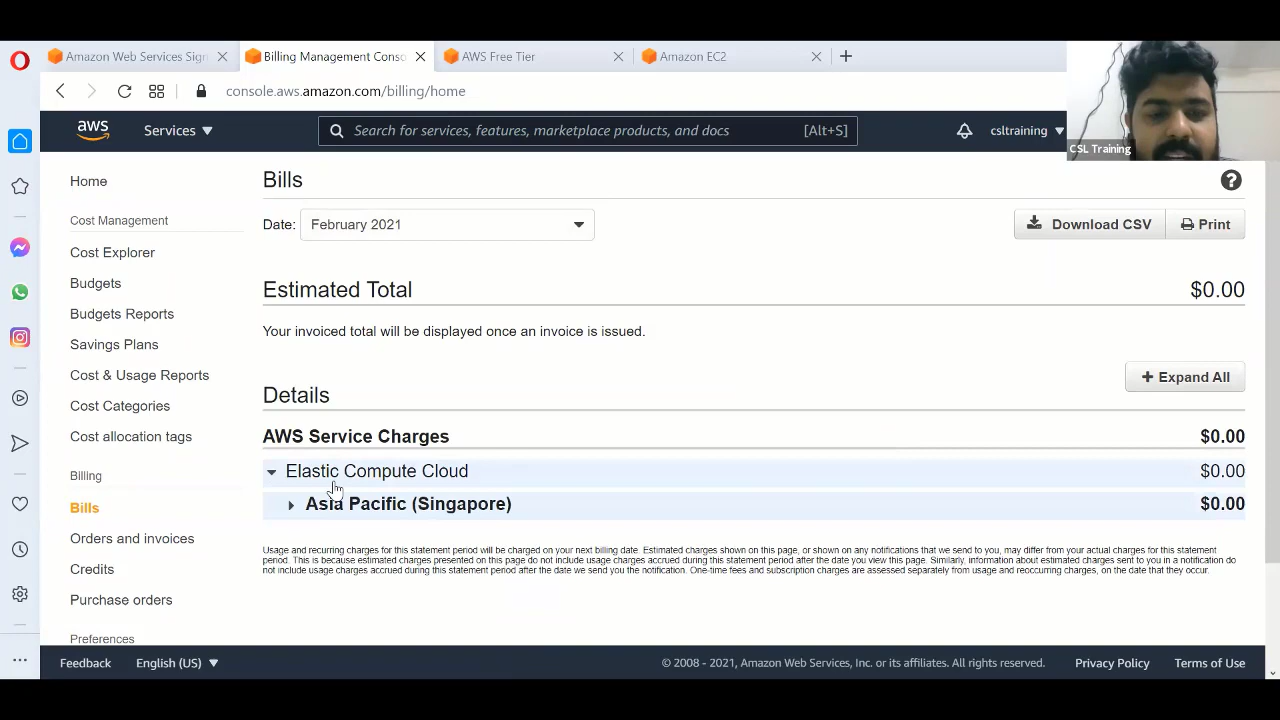 Amazon Web Services Sign
Billing Management Conso
AWS Free Tier
Amazon EC2
console.aws.amazon.com/billing/home
aws
Services
Search for services, features, marketplace products, and docs
[Alt+S]
csltraining
CSL Training
Home
Cost Management
Cost Explorer
Budgets
Budgets Reports
Savings Plans
Cost & Usage Reports
Cost Categories
Cost allocation tags
Billing
Bills
Orders and invoices
Credits
Purchase orders
Preferences
Bills
?
Date:
February 2021
Download CSV
Print
Estimated Total
$0.00
Your invoiced total will be displayed once an invoice is issued.
+ Expand All
Details
AWS Service Charges
$0.00
Elastic Compute Cloud
$0.00
Asia Pacific (Singapore)
$0.00
Usage and recurring charges for this statement period will be charged on your next billing date. Estimated charges shown on this page, or shown on any notifications that we send to you, may differ from your actual charges for this statement
period. This is because estimated charges presented on this page do not include usage charges accrued during this statement period after the date you view this page. Similarly, information about estimated charges sent to you in a notification do
not include usage charges accrued during this statement period after the date we send you the notification. One-time fees and subscription charges are assessed separately from usage and reoccurring charges, on the date that they occur.
Feedback
English (US)
© 2008 - 2021, Amazon Web Services, Inc. or its affiliates. All rights reserved.
Privacy Policy
Terms of Use